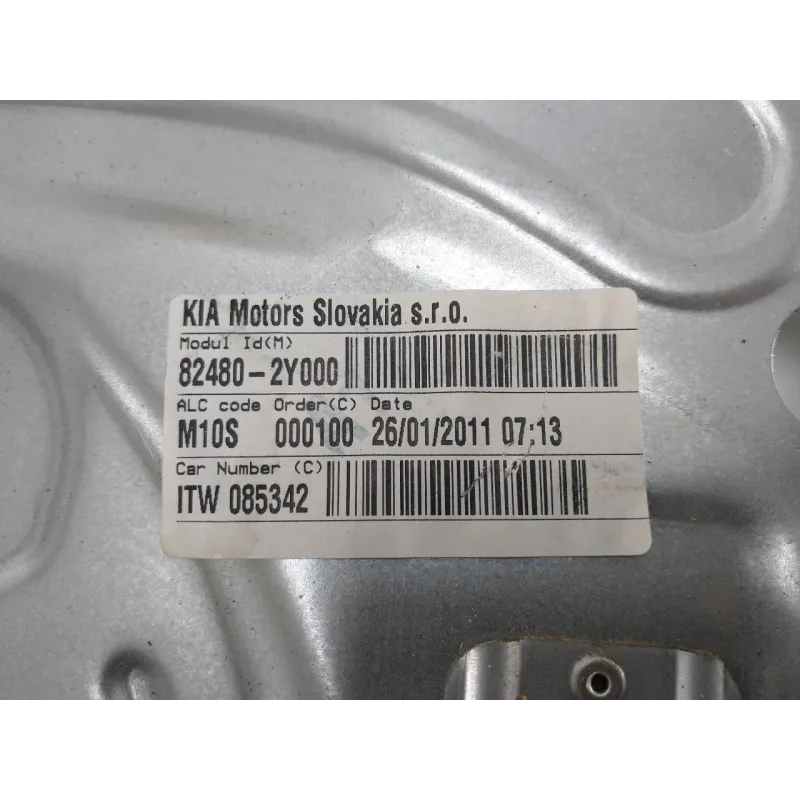 KIA Motors Slovakia s.r.o.
Modul Id(M)
82480-2Y000
ALC code Order(C) Date
M10S 000100 26/01/2011 07:13
Car Number (C)
ITW 085342